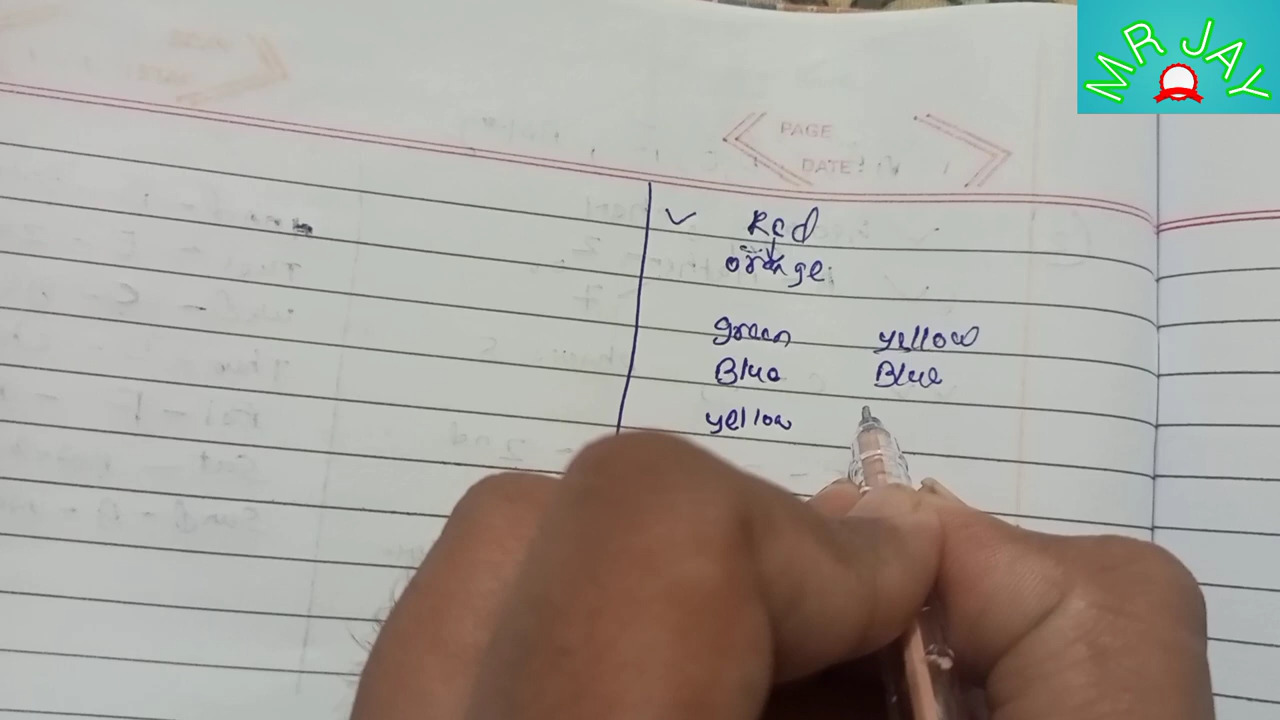 MR JAY
PAGE
DATE:
Red
orange
green yellow
Blue Blue
yellow